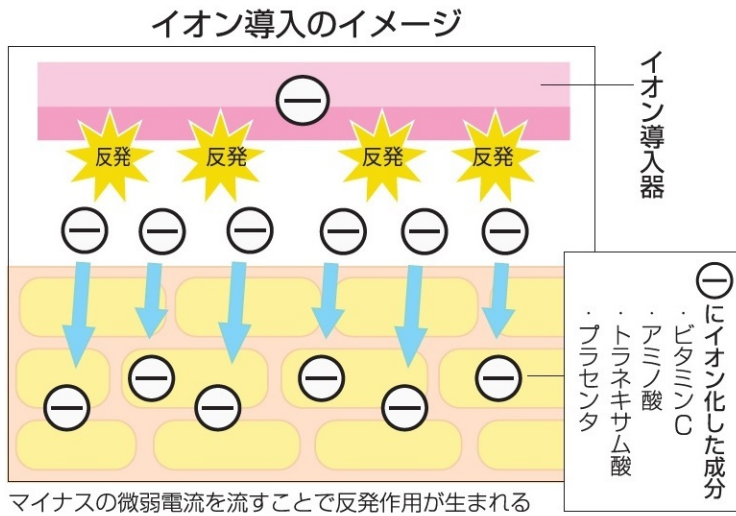 イオン導入のイメージ
⊖
イオン導入器
反発
反発
反発
反発
⊖ ⊖ ⊖ ⊖ ⊖ ⊖
⊖ ⊖ ⊖ ⊖ ⊖ ⊖
⊖にイオン化した成分
・ビタミンC
・アミノ酸
・トラネキサム酸
・プラセンタ
マイナスの微弱電流を流すことで反発作用が生まれる